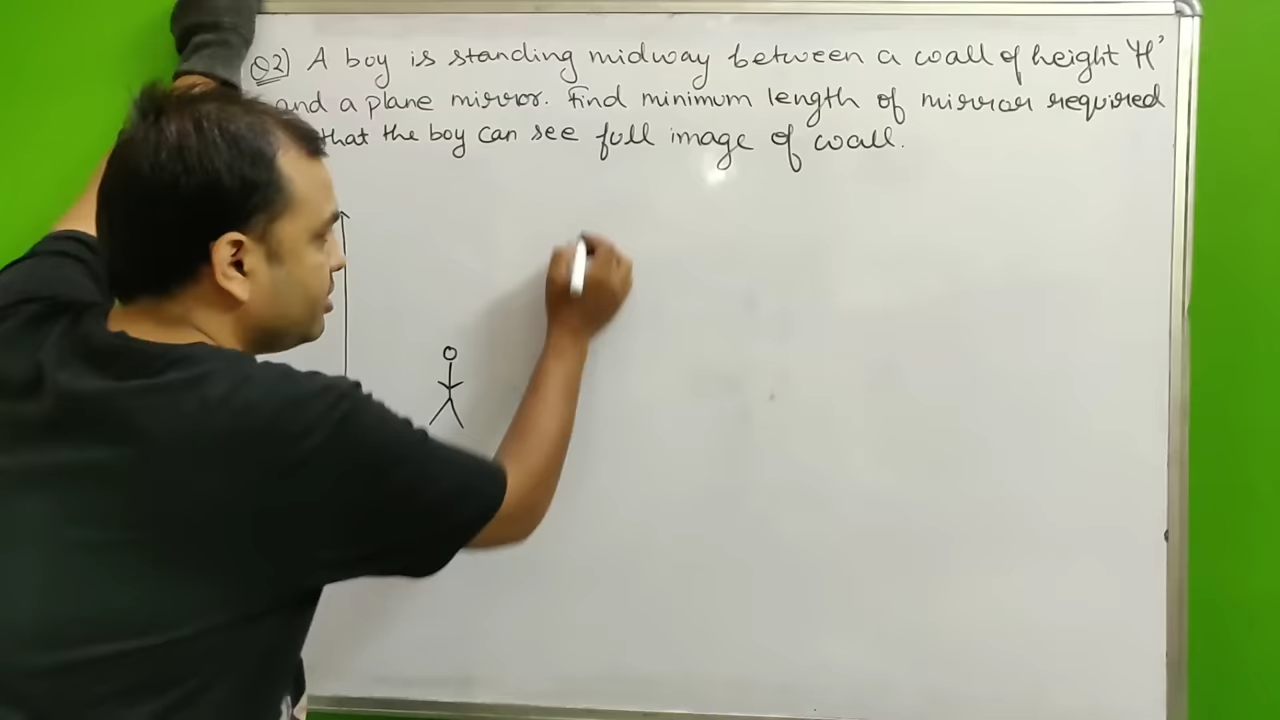 Q2) A boy is standing midway between a wall of height 'H'
and a plane mirror. Find minimum length of mirror required
that the boy can see full image of wall.